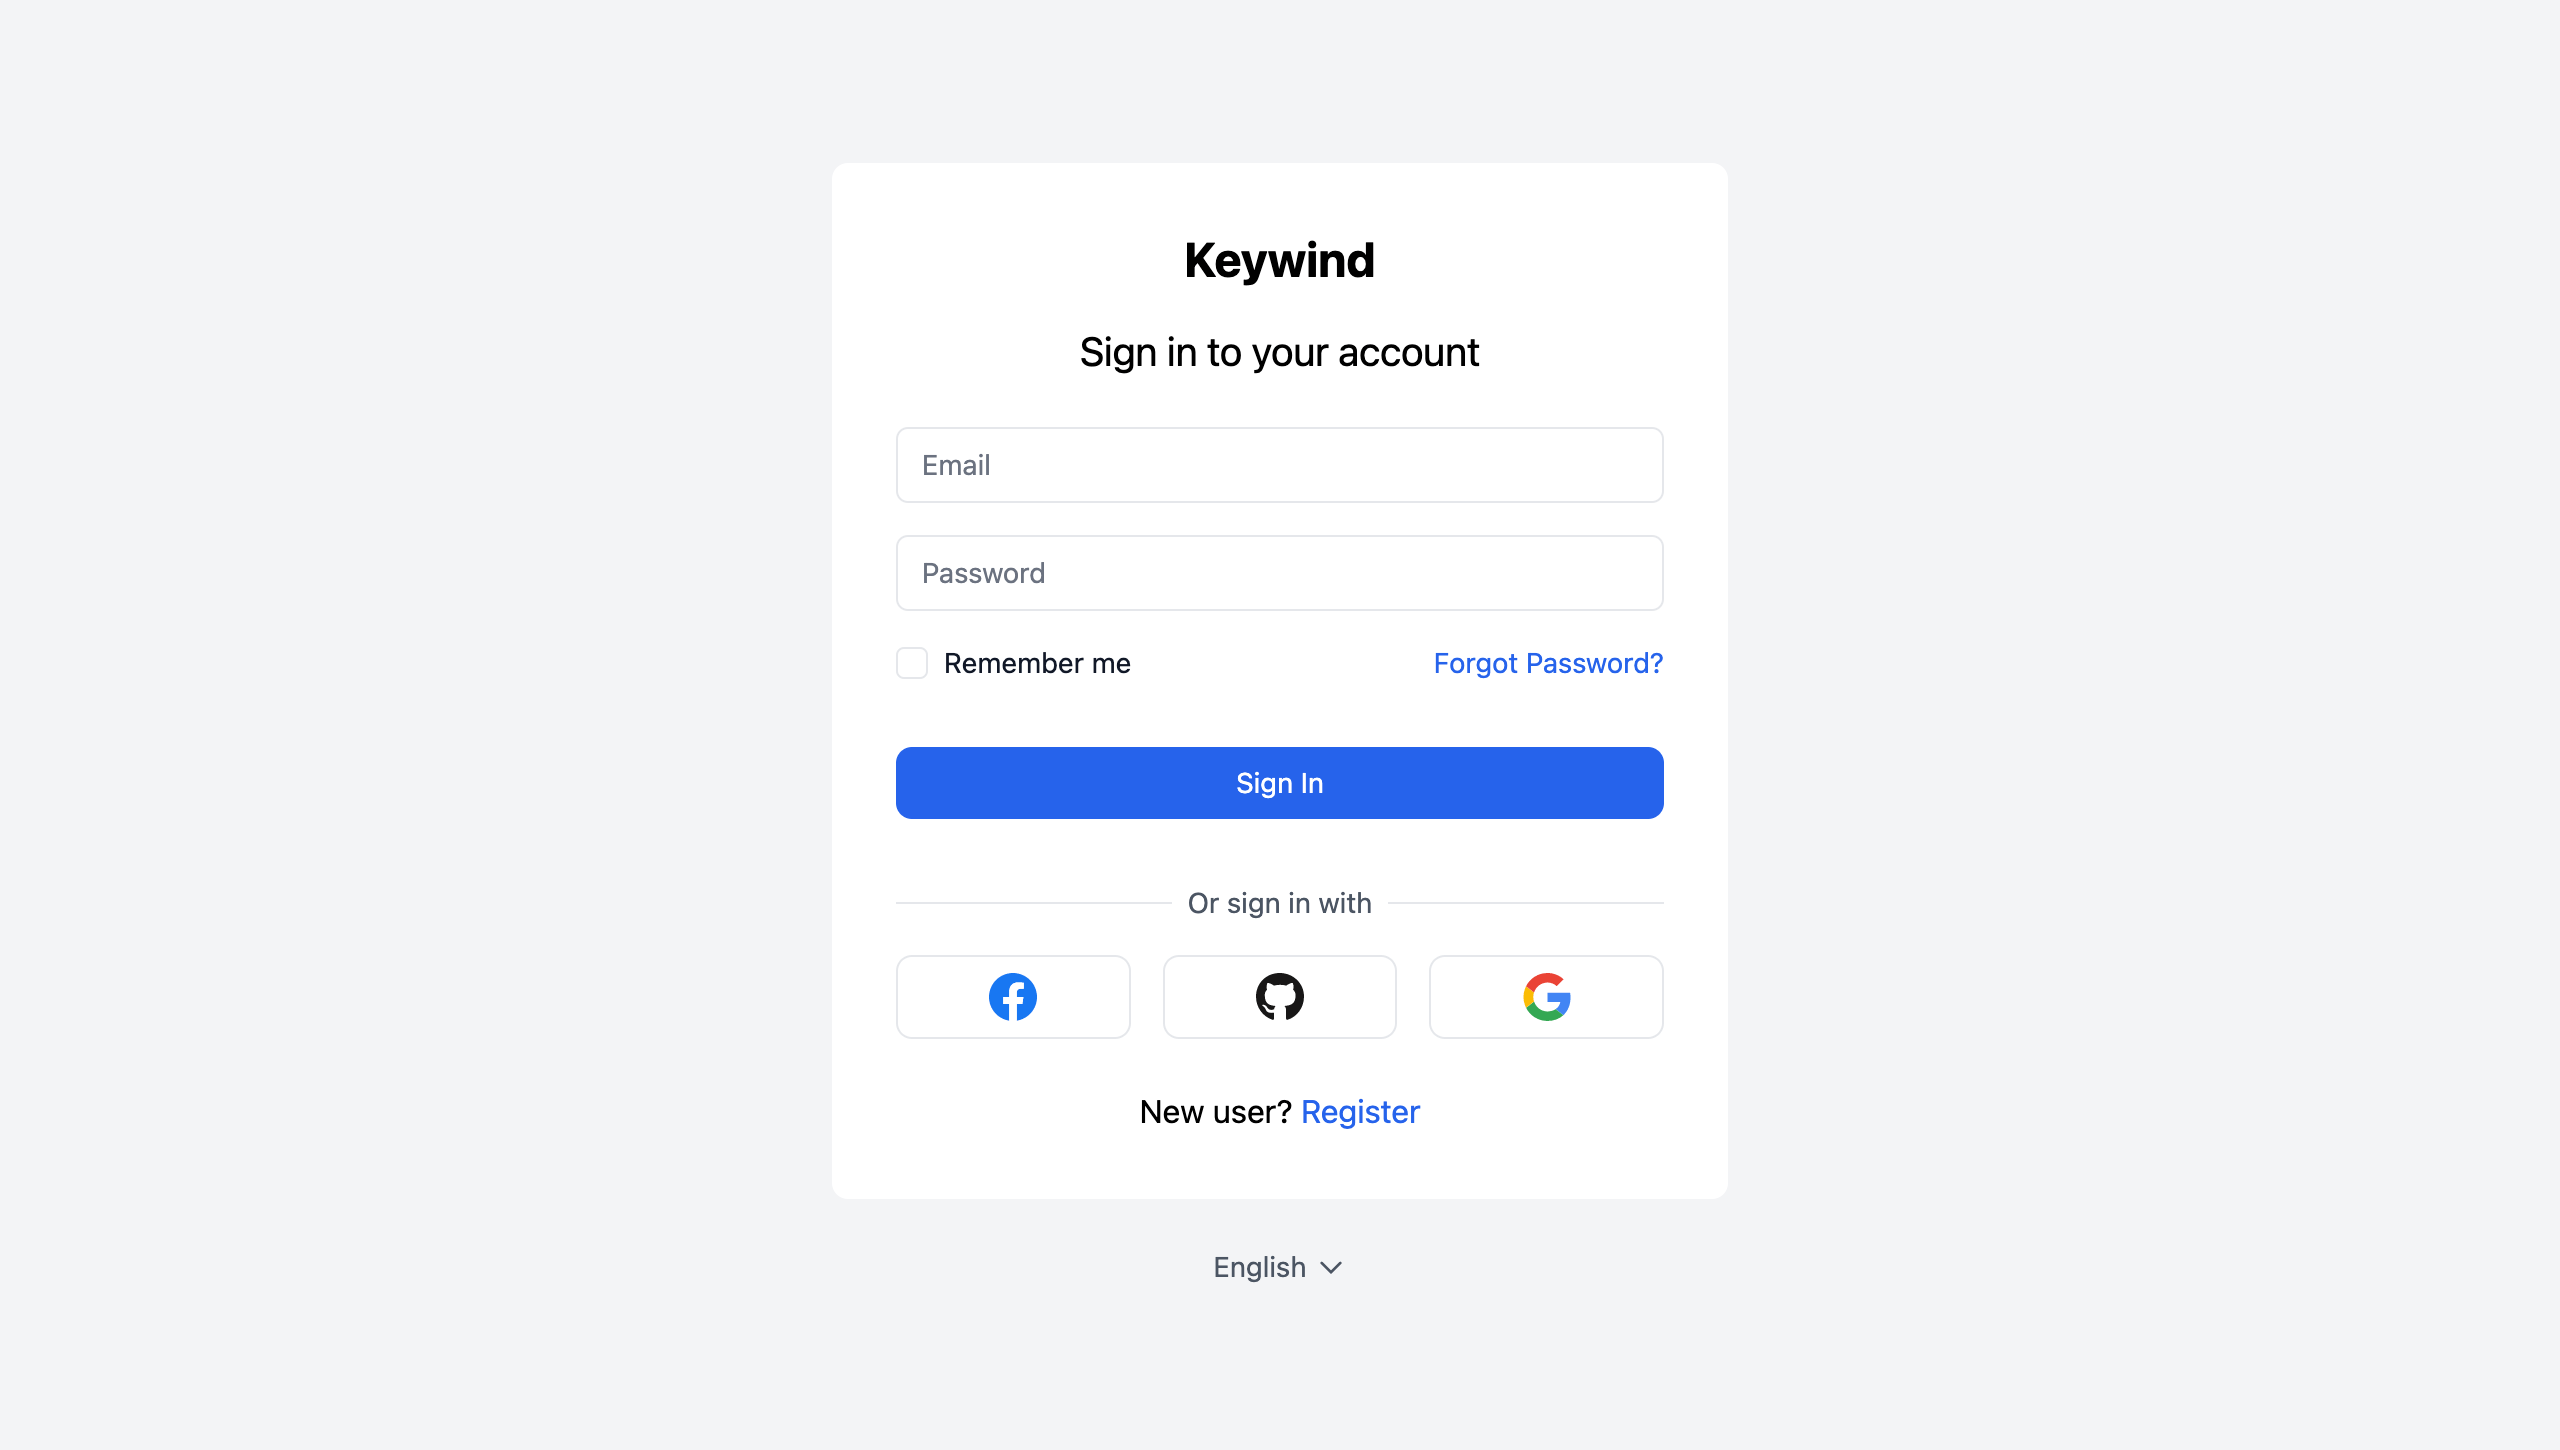 Keywind
Sign in to your account
Email
Password
Remember me Forgot Password?
Sign In
Or sign in with
New user? Register
English